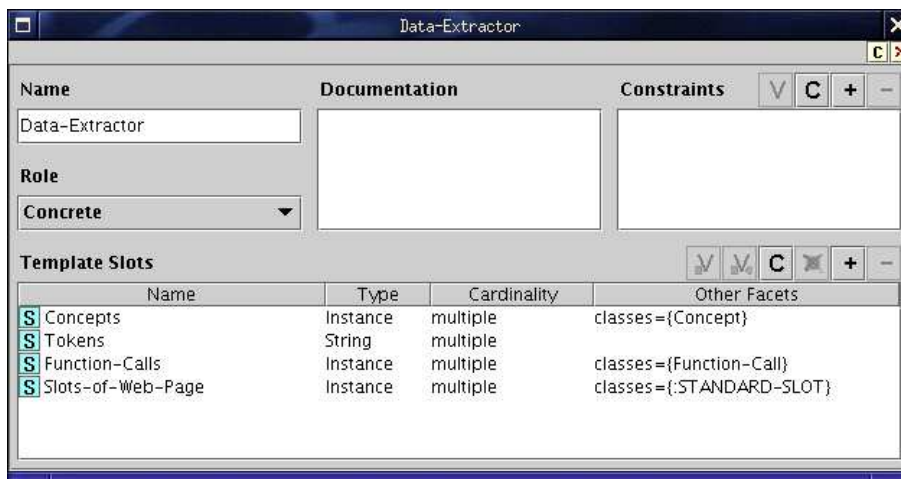 Data-Extractor
C
Name Documentation Constraints V C + −
Data-Extractor
Role
Concrete
Template Slots V V C + −
Name Type Cardinality Other Facets
S Concepts Instance multiple classes={Concept}
S Tokens String multiple
S Function-Calls Instance multiple classes={Function-Call}
S Slots-of-Web-Page Instance multiple classes={:STANDARD-SLOT}